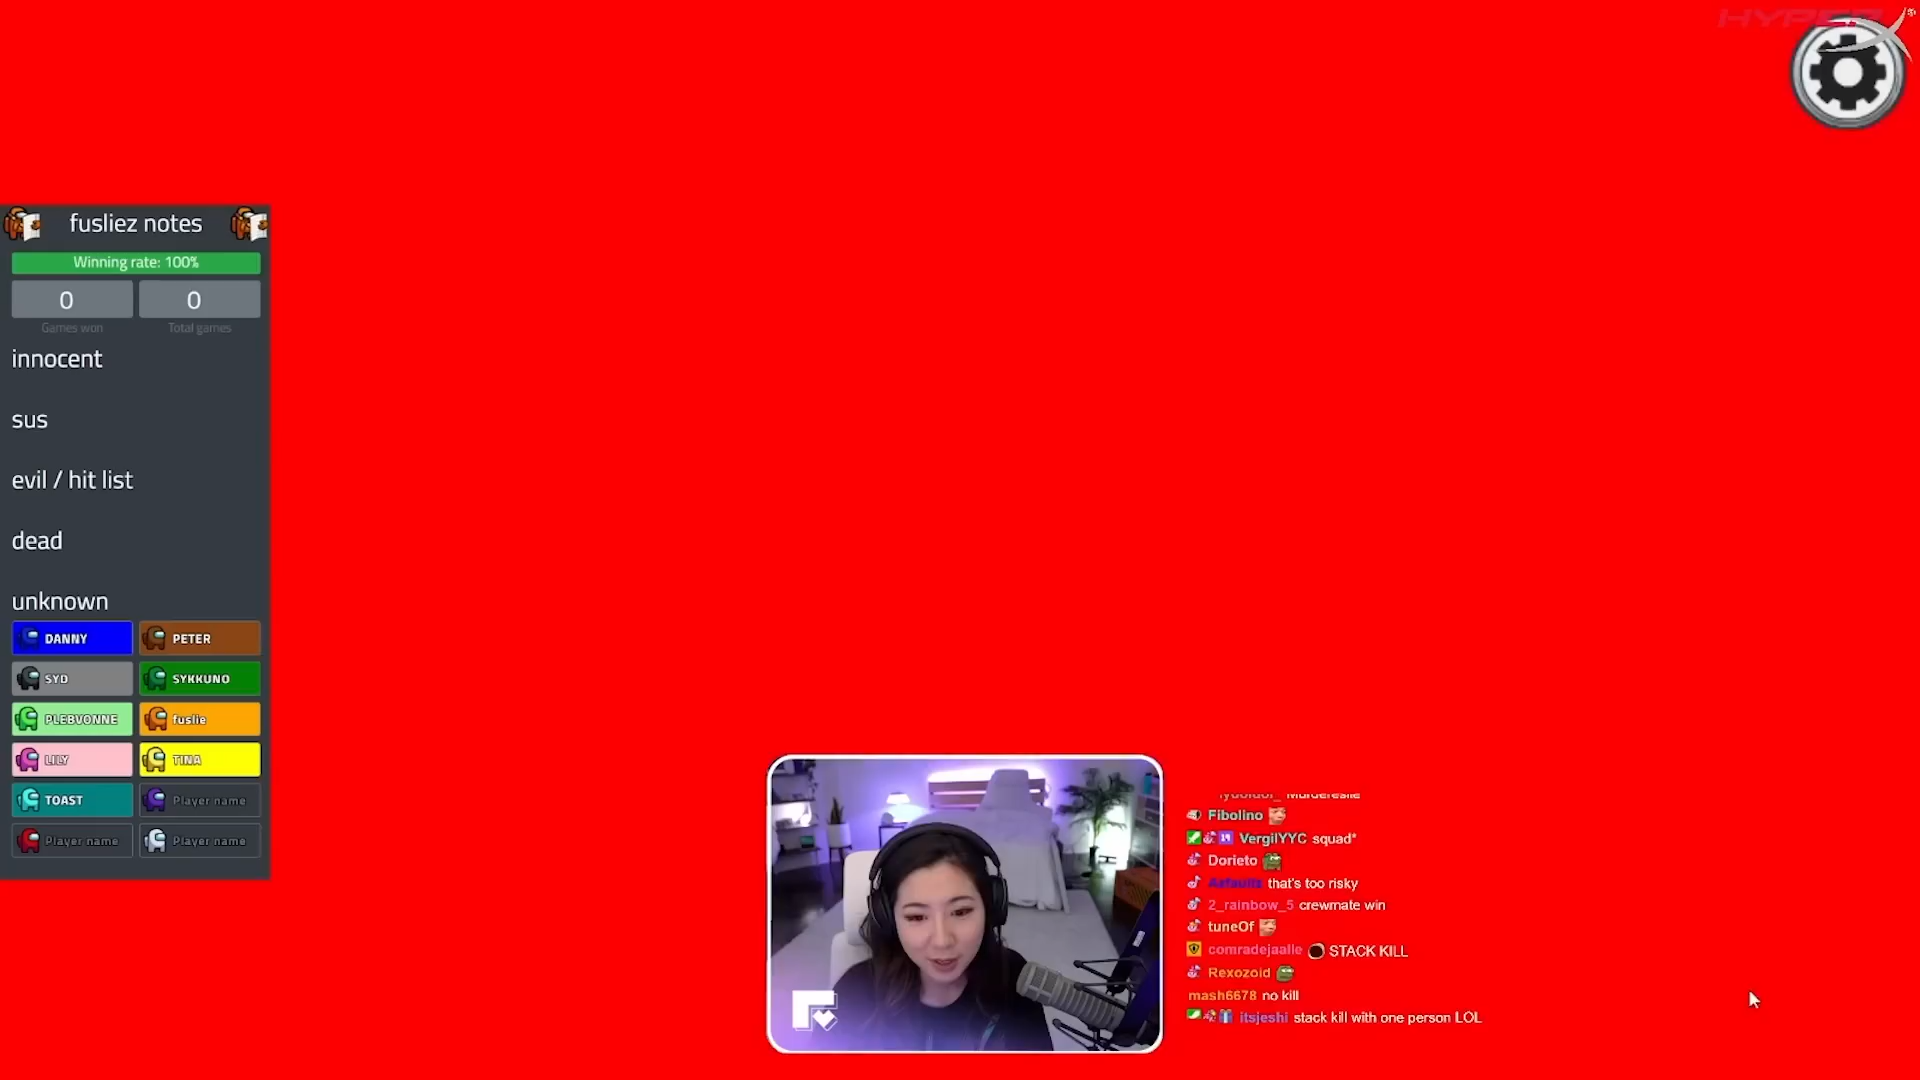 HYPERX
fusliez notes
Winning rate: 100%
0 0
Games won Total games
innocent
sus
evil / hit list
dead
unknown
DANNY PETER
SYD SYKKUNO
PLEBVONNE fuslie
LILY TINA
TOAST Player name
Player name Player name
Fibolino
14 VergilYYC squad*
Dorieto
that's too risky
2_rainbow_5 crewmate win
tuneOf
comradejaalle STACK KILL
Rexozoid
mash6678 no kill
itsjeshi stack kill with one person LOL